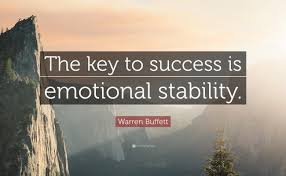 The key to success is
emotional stability.
Warren Buffett